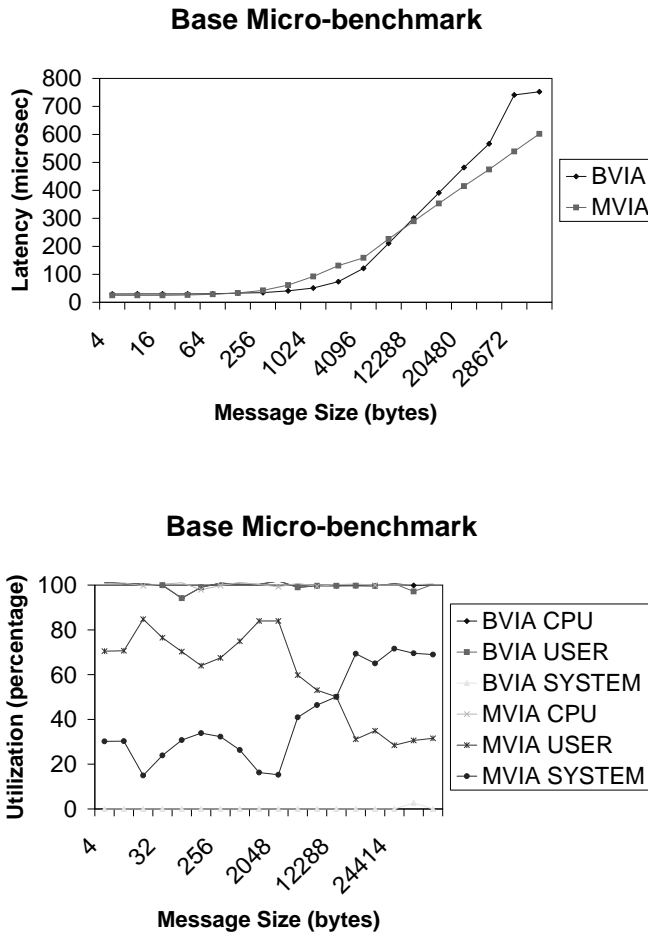 Base Micro-benchmark
800
700
600
500
400
300
200
100
0
Latency (microsec)
4
16
64
256
1024
4096
12288
20480
28672
Message Size (bytes)
BVIA
MVIA
Base Micro-benchmark
100
80
60
40
20
0
Utilization (percentage)
4
32
256
2048
12288
24414
Message Size (bytes)
BVIA CPU
BVIA USER
BVIA SYSTEM
MVIA CPU
MVIA USER
MVIA SYSTEM